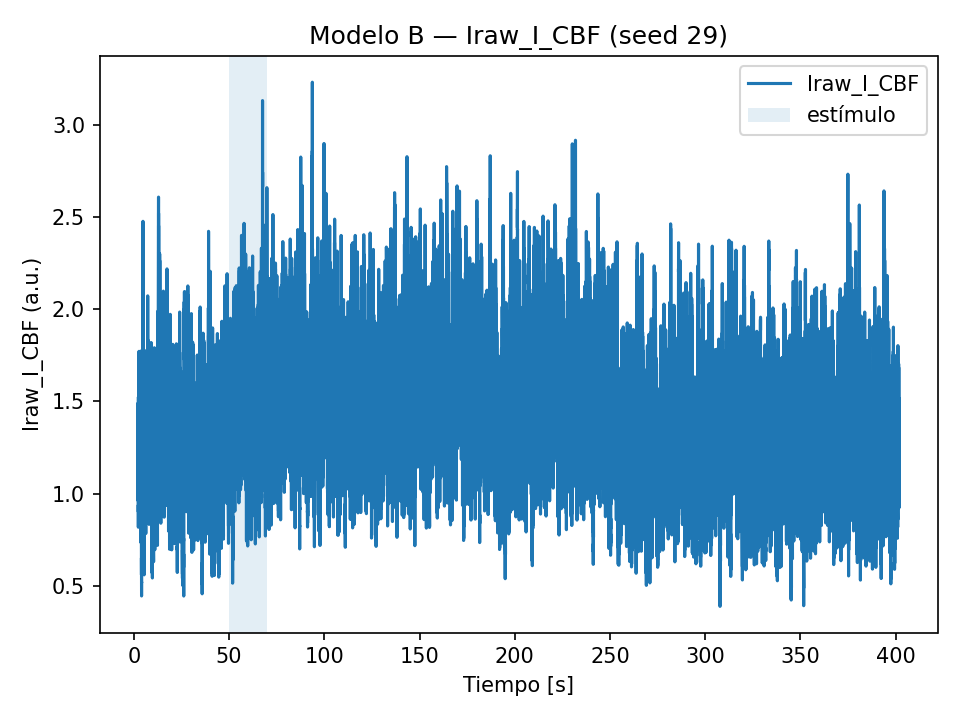 Modelo B — Iraw_I_CBF (seed 29)
Iraw_I_CBF
estímulo
Iraw_I_CBF (a.u.)
3.0
2.5
2.0
1.5
1.0
0.5
0 50 100 150 200 250 300 350 400
Tiempo [s]